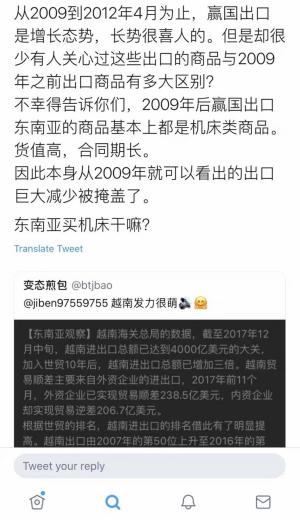 从2009到2012年4月为止，赢国出口
是增长态势，长势很喜人的。但是却很
少有人关心过这些出口的商品与2009
年之前出口商品有多大区别？
不幸得告诉你们，2009年后赢国出口
东南亚的商品基本上都是机床类商品。
货值高，合同期长。
因此本身从2009年就可以看出的出口
巨大减少被掩盖了。
东南亚买机床干嘛？
Translate Tweet
变态煎包 @btjbao
@jiben97559755 越南发力很萌
【东南亚观察】越南海关总局的数据，截至2017年12
月中旬，越南进出口总额已达到4000亿美元的大关，
加入世贸10年后，越南进出口总额已增加三倍。越南贸
易顺差主要来自外资企业的进出口，2017年前11个
月，外资企业已实现贸易顺差238.5亿美元，内资企业
却实现贸易逆差206.7亿美元。
根据世贸的排名，越南进出口的排名借此有了明显提
高。越南出口由2007年的第50位上升至2016年的第
Tweet your reply